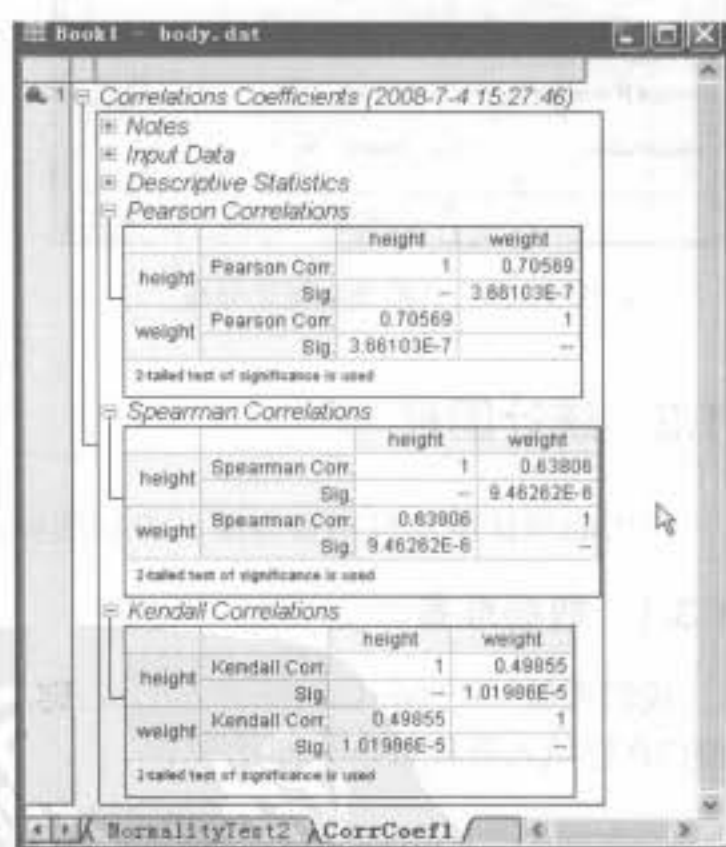 Book1 - body.dat
1 Correlations Coefficients (2008-7-4 15:27:46)
Notes
Input Data
Descriptive Statistics
Pearson Correlations
height weight
height Pearson Corr. 1 0.70569
Sig. -- 3.66103E-7
weight Pearson Corr. 0.70569 1
Sig. 3.66103E-7 --
2-tailed test of significance is used
Spearman Correlations
height weight
height Spearman Corr. 1 0.63806
Sig. -- 9.46262E-6
weight Spearman Corr. 0.63806 1
Sig. 9.46262E-6 --
2-tailed test of significance is used
Kendall Correlations
height weight
height Kendall Corr. 1 0.49855
Sig. -- 1.01986E-5
weight Kendall Corr. 0.49855 1
Sig. 1.01986E-5 --
2-tailed test of significance is used
NormalityTest2 CorrCoef1